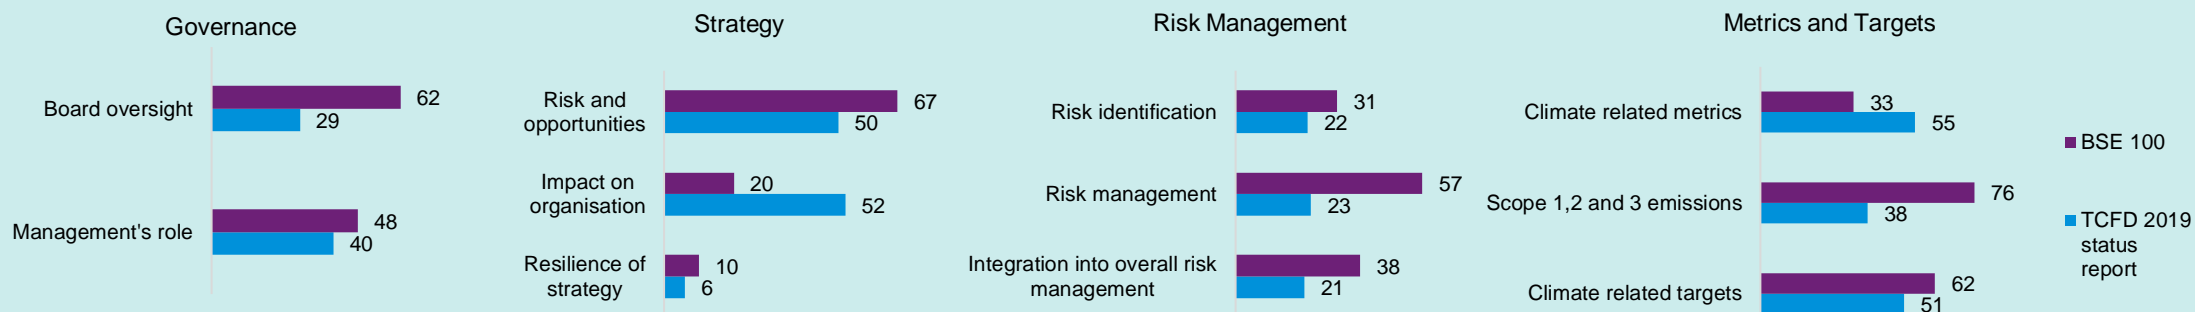 Governance
Board oversight
62
29
Management's role
48
40
Strategy
Risk and
opportunities
67
50
Impact on
organisation
20
52
Resilience of
strategy
10
6
Risk Management
Risk identification
31
22
Risk management
57
23
Integration into overall risk
management
38
21
Metrics and Targets
Climate related metrics
33
55
Scope 1,2 and 3 emissions
76
38
Climate related targets
62
51
BSE 100
TCFD 2019
status
report